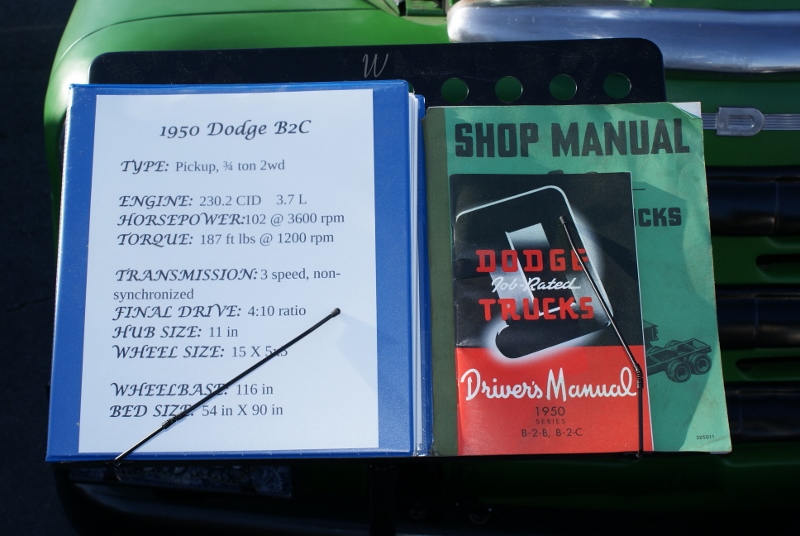 W
1950 Dodge B2C
TYPE: Pickup, ¾ ton 2wd
ENGINE: 230.2 CID 3.7 L
HORSEPOWER:102 @ 3600 rpm
TORQUE: 187 ft lbs @ 1200 rpm
TRANSMISSION: 3 speed, non-
synchronized
FINAL DRIVE: 4:10 ratio
HUB SIZE: 11 in
WHEEL SIZE: 15 X 5x5
WHEELBASE: 116 in
BED SIZE: 54 in X 90 in
SHOP MANUAL
CKS
DODGE
Job-Rated
TRUCKS
Driver's Manual
1950
SERIES
B-2-B, B-2-C